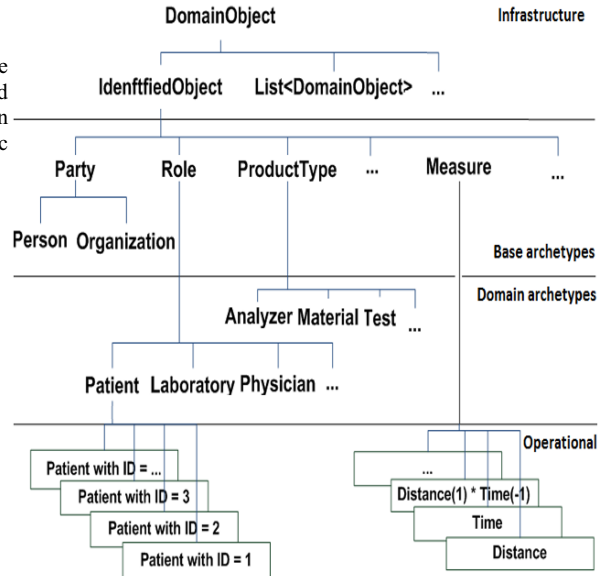 DomainObject
Infrastructure
e
d
n
c
IdenftfiedObject
List<DomainObject>
...
Party
Role
ProductType
...
Measure
...
Person
Organization
Base archetypes
Domain archetypes
Analyzer
Material
Test
...
Patient
Laboratory
Physician
...
Operational
Patient with ID = ...
Patient with ID = 3
Patient with ID = 2
Patient with ID = 1
...
Distance(1) * Time(-1)
Time
Distance